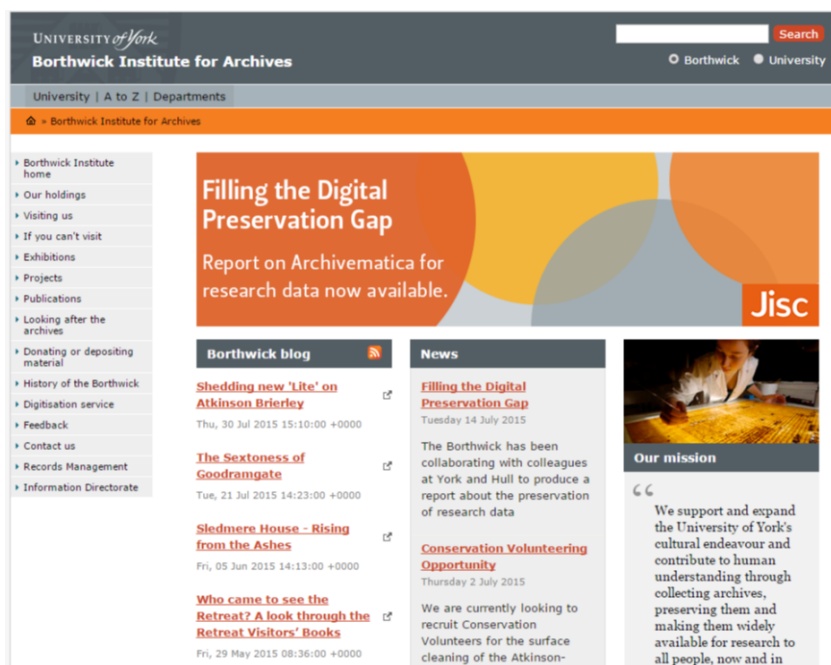 UNIVERSITY of York
Borthwick Institute for Archives
Search
Borthwick University
University | A to Z | Departments
» Borthwick Institute for Archives
Borthwick Institute
home
Our holdings
Visiting us
If you can't visit
Exhibitions
Projects
Publications
Looking after the
archives
Donating or depositing
material
History of the Borthwick
Digitisation service
Feedback
Contact us
Records Management
Information Directorate
Filling the Digital
Preservation Gap
Report on Archivematica for
research data now available.
Jisc
Borthwick blog
Shedding new 'Lite' on
Atkinson Brierley
Thu, 30 Jul 2015 15:10:00 +0000
The Sextoness of
Goodramgate
Tue, 21 Jul 2015 14:23:00 +0000
Sledmere House - Rising
from the Ashes
Fri, 05 Jun 2015 14:13:00 +0000
Who came to see the
Retreat? A look through the
Retreat Visitors' Books
Fri, 29 May 2015 08:36:00 +0000
News
Filling the Digital
Preservation Gap
Tuesday 14 July 2015
The Borthwick has been
collaborating with colleagues
at York and Hull to produce a
report about the preservation
of research data
Conservation Volunteering
Opportunity
Thursday 2 July 2015
We are currently looking to
recruit Conservation
Volunteers for the surface
cleaning of the Atkinson-
Our mission
“
We support and expand
the University of York's
cultural endeavour and
contribute to human
understanding through
collecting archives,
preserving them and
making them widely
available for research to
all people, now and in